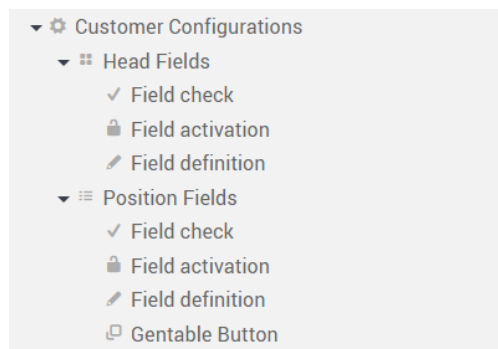 Customer Configurations
Head Fields
Field check
Field activation
Field definition
Position Fields
Field check
Field activation
Field definition
Gentable Button